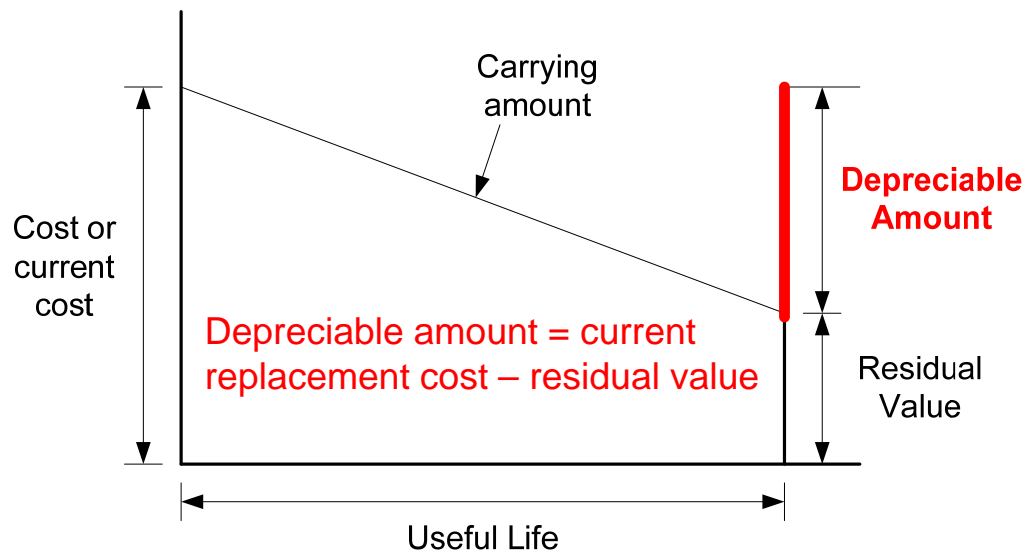 Carrying
amount
Depreciable
Amount
Cost or
current
cost
Depreciable amount = current
replacement cost – residual value
Residual
Value
Useful Life